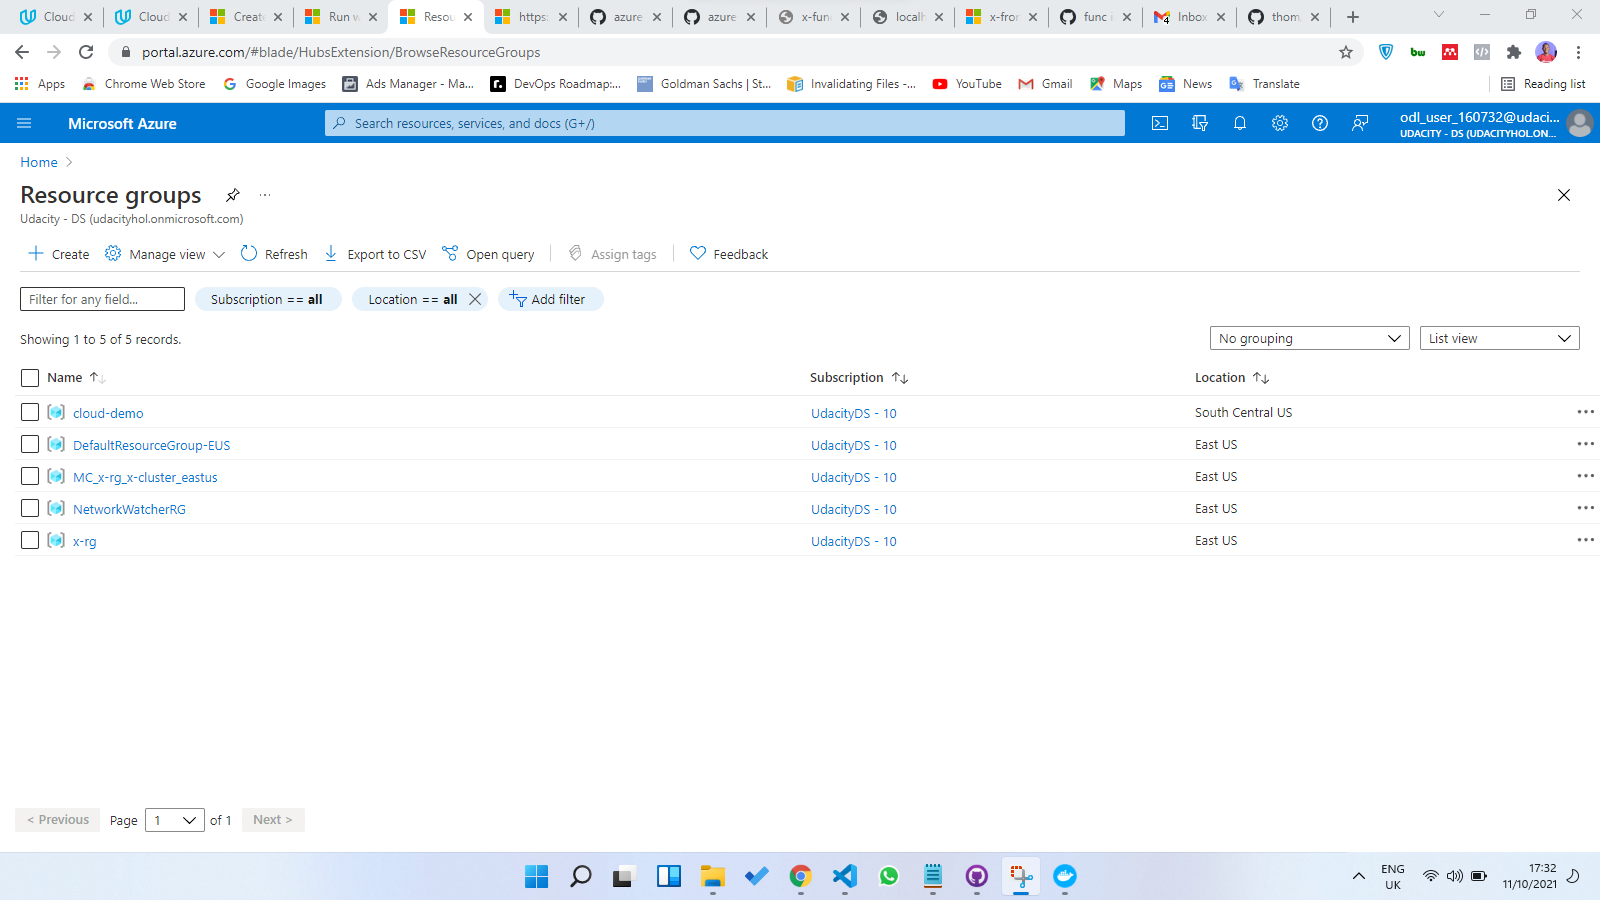 Cloud Cloud Create Run w Resou https: azure azure x-func localh x-fron func i Inbox thom
portal.azure.com/#blade/HubsExtension/BrowseResourceGroups
Apps Chrome Web Store Google Images Ads Manager - Ma... DevOps Roadmap:... Goldman Sachs | St... Invalidating Files -... YouTube Gmail Maps News Translate Reading list
Microsoft Azure Search resources, services, and docs (G+/) odl_user_160732@udaci...
UDACITY - DS (UDACITYHOL.ON...
Home
Resource groups
Udacity - DS (udacityhol.onmicrosoft.com)
Create Manage view Refresh Export to CSV Open query Assign tags Feedback
Filter for any field... Subscription == all Location == all Add filter
Showing 1 to 5 of 5 records. No grouping List view
Name Subscription Location
cloud-demo UdacityDS - 10 South Central US
DefaultResourceGroup-EUS UdacityDS - 10 East US
MC_x-rg_x-cluster_eastus UdacityDS - 10 East US
NetworkWatcherRG UdacityDS - 10 East US
x-rg UdacityDS - 10 East US
< Previous Page 1 of 1 Next >
ENG
UK
17:32
11/10/2021